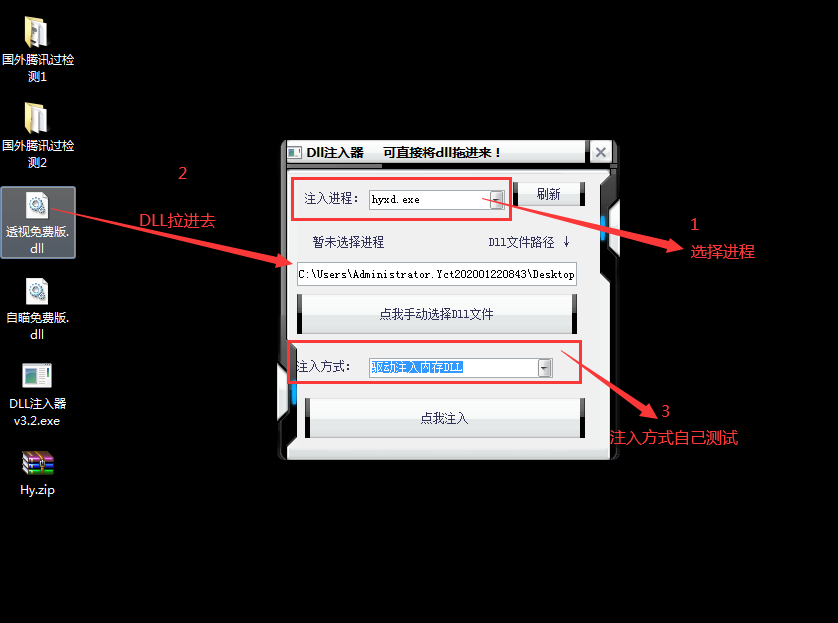 国外腾讯过检
测1
国外腾讯过检
测2
透视免费版.
dll
自瞄免费版.
dll
DLL注入器
v3.2.exe
Hy.zip
2
DLL拉进去
Dll注入器 可直接将dll拖进来！
注入进程： hyxd.exe 刷新
暂未选择进程 Dll文件路径 ↓
C:\Users\Administrator.Yct202001220843\Desktop
点我手动选择Dll文件
注入方式： 驱动注入内存DLL
点我注入
1
选择进程
3
注入方式自己测试